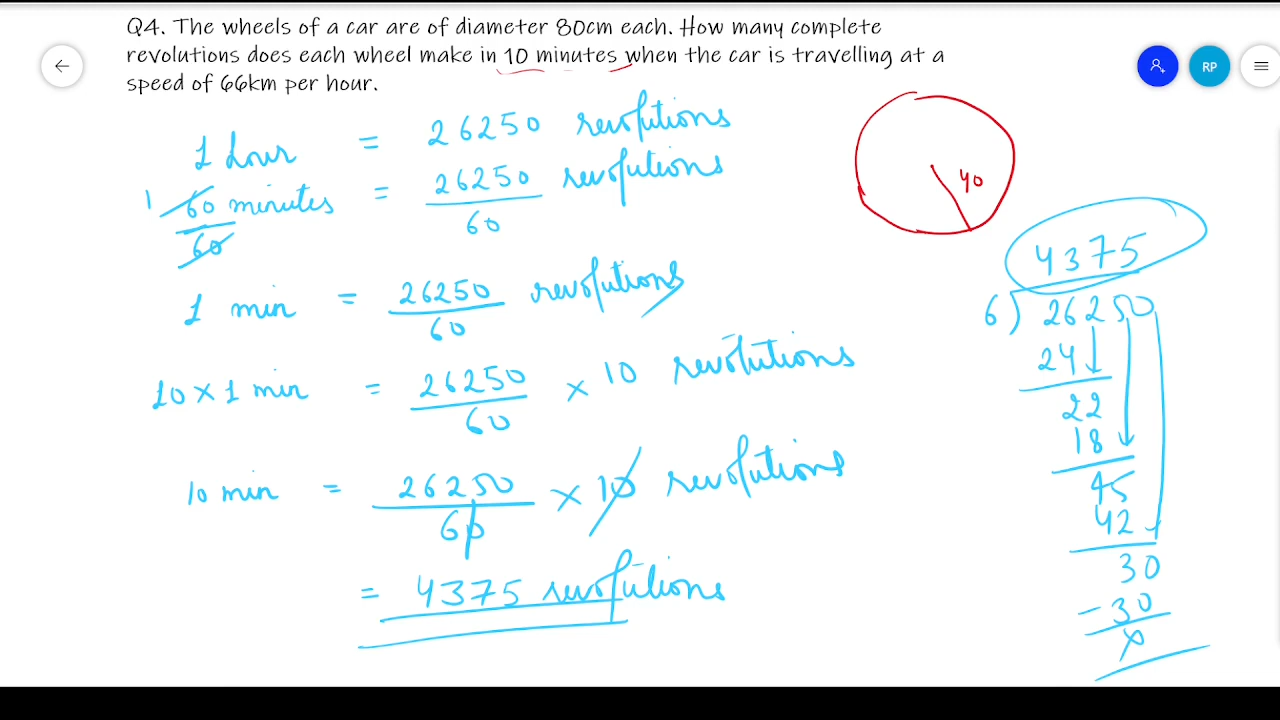 Q4. The wheels of a car are of diameter 80cm each. How many complete
revolutions does each wheel make in 10 minutes when the car is travelling at a
speed of 66km per hour.
RP
1 hour = 26250 revolutions
1 60 minutes = 26250 revolutions
60 60
1 min = 26250 revolutions
60
10 x 1 min = 26250 x 10 revolutions
60
10 min = 26250 x 10 revolutions
60
= 4375 revolutions
40
4375
6) 26250
24
22
18
45
42
30
-30
x